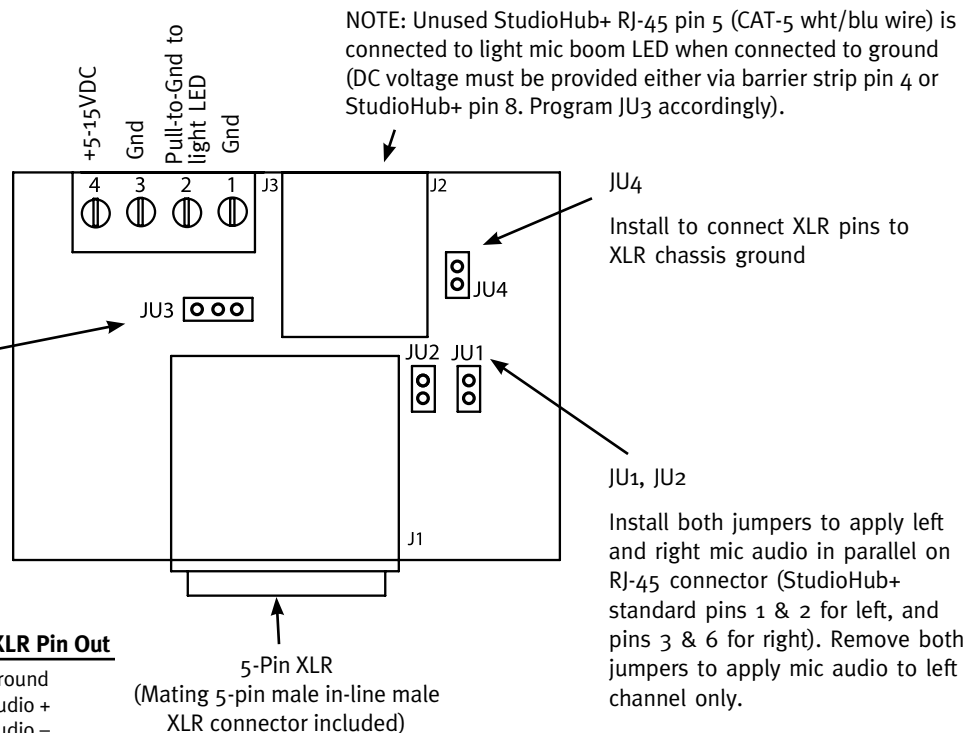 NOTE: Unused StudioHub+ RJ-45 pin 5 (CAT-5 wht/blu wire) is
connected to light mic boom LED when connected to ground
(DC voltage must be provided either via barrier strip pin 4 or
StudioHub+ pin 8. Program JU3 accordingly).
+5-15VDC
Gnd
Pull-to-Gnd to
light LED
Gnd
4 3 2 1
J3
J2
JU4
Install to connect XLR pins to
XLR chassis ground
JU4
JU3
JU2 JU1
JU1, JU2
Install both jumpers to apply left
and right mic audio in parallel on
RJ-45 connector (StudioHub+
standard pins 1 & 2 for left, and
pins 3 & 6 for right). Remove both
jumpers to apply mic audio to left
channel only.
J1
5-Pin XLR
(Mating 5-pin male in-line male
XLR connector included)
XLR Pin Out